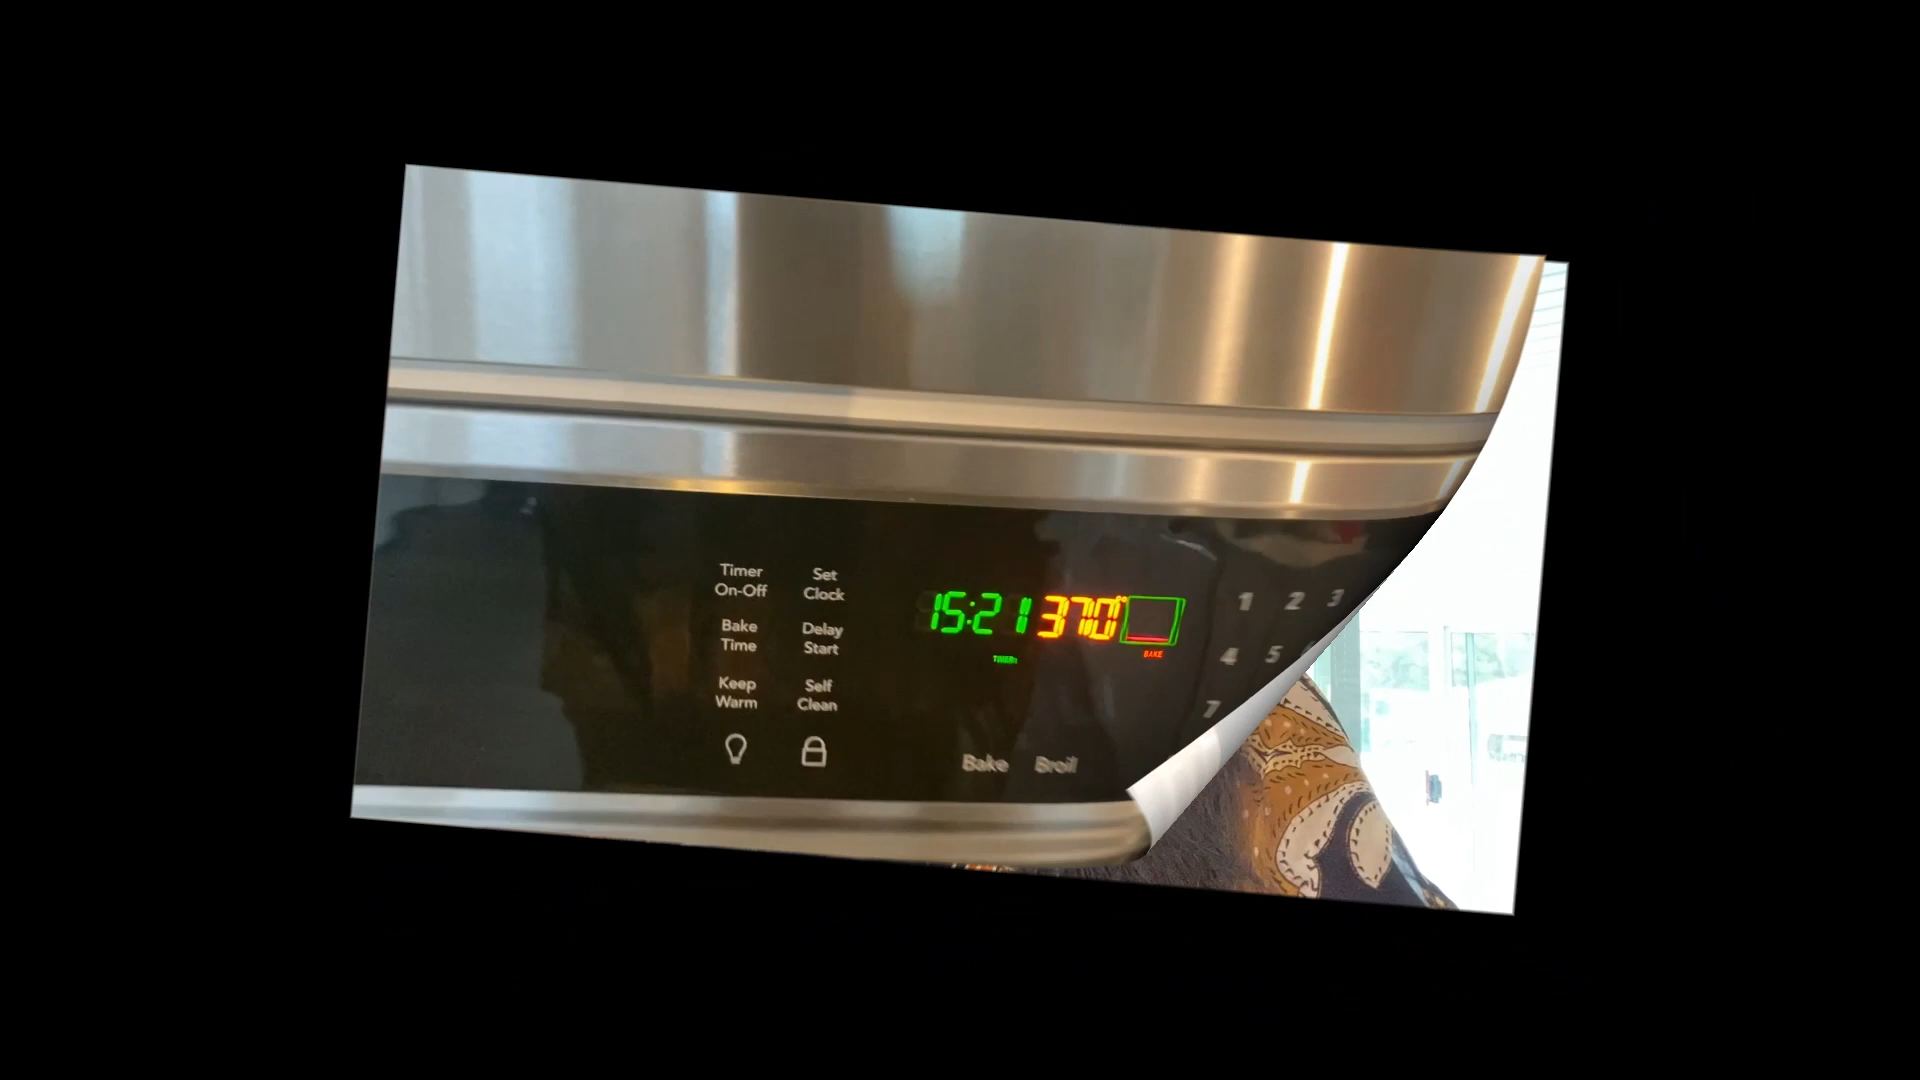 Timer
On-Off
Set
Clock
Bake
Time
Delay
Start
Keep
Warm
Self
Clean
15:21 370°
TIMER
BAKE
Bake Broil
1 2 3
4 5
7